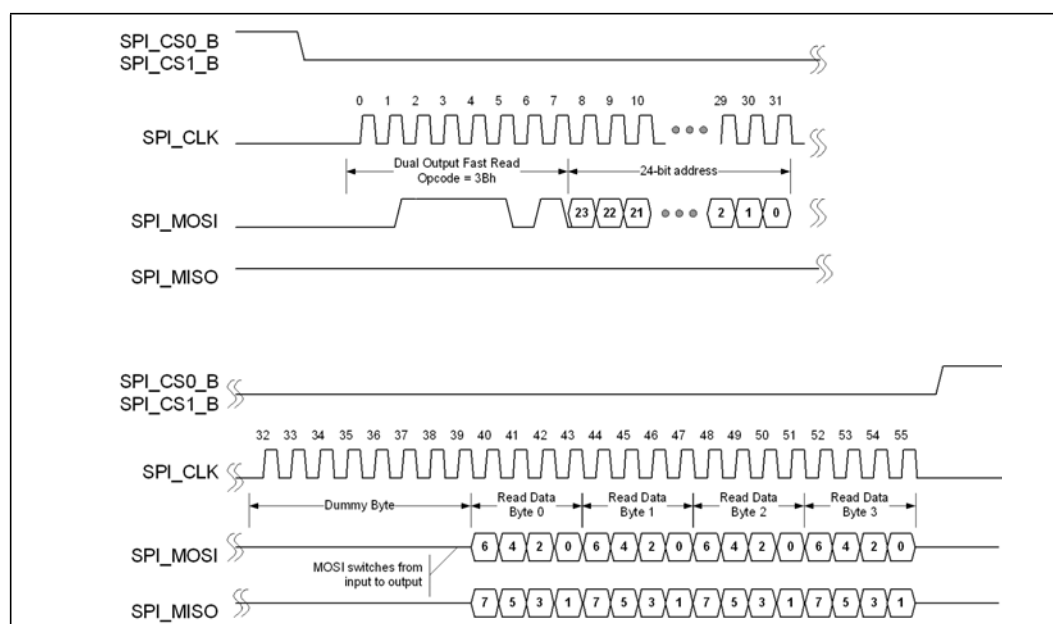 SPI_CS0_B
SPI_CS1_B
0 1 2 3 4 5 6 7 8 9 10 29 30 31
SPI_CLK
Dual Output Fast Read
Opcode = 3Bh
24-bit address
SPI_MOSI
23 22 21 2 1 0
SPI_MISO
SPI_CS0_B
SPI_CS1_B
32 33 34 35 36 37 38 39 40 41 42 43 44 45 46 47 48 49 50 51 52 53 54 55
SPI_CLK
Dummy Byte
Read Data
Byte 0
Read Data
Byte 1
Read Data
Byte 2
Read Data
Byte 3
SPI_MOSI
6 4 2 0 6 4 2 0 6 4 2 0 6 4 2 0
MOSI switches from
input to output
SPI_MISO
7 5 3 1 7 5 3 1 7 5 3 1 7 5 3 1